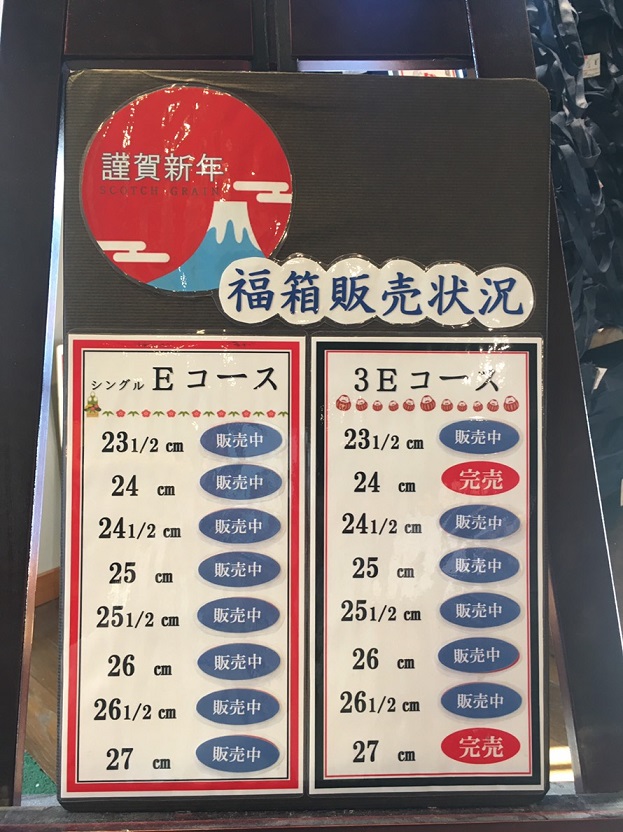 謹賀新年
SCOTCH GRAIN
福箱販売状況
シングル Eコース
23 1/2 cm 販売中
24 cm 販売中
24 1/2 cm 販売中
25 cm 販売中
25 1/2 cm 販売中
26 cm 販売中
26 1/2 cm 販売中
27 cm 販売中
3Eコース
23 1/2 cm 販売中
24 cm 完売
24 1/2 cm 販売中
25 cm 販売中
25 1/2 cm 販売中
26 cm 販売中
26 1/2 cm 販売中
27 cm 完売